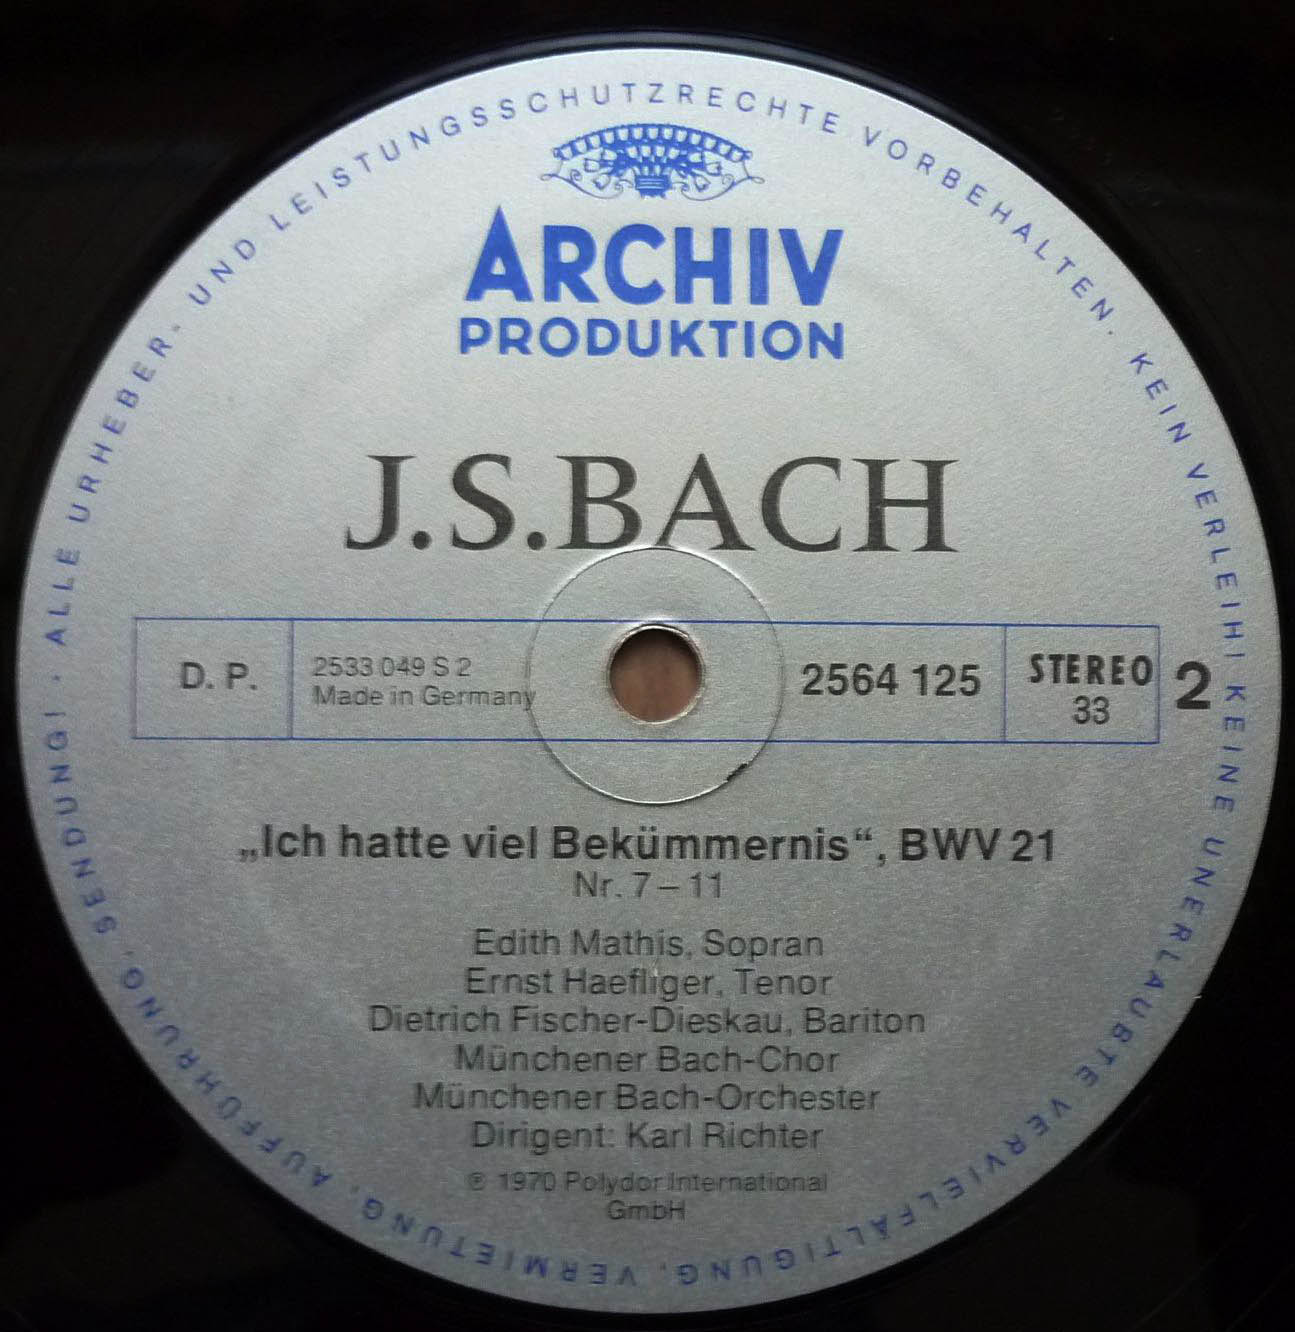 ALLE URHEBER- UND LEISTUNGSSCHUTZRECHTE VORBEHALTEN. KEIN VERLEIH! KEINE UNERLAUBTE VERVIELFÄLTIGUNG, VERMIETUNG, AUFFÜHRUNG, SENDUNG! ·
ARCHIV
PRODUKTION
J.S.BACH
D. P.
2533 049 S 2
Made in Germany
2564 125
STEREO
33
2
„Ich hatte viel Bekümmernis“, BWV 21
Nr. 7 – 11
Edith Mathis, Sopran
Ernst Haefliger, Tenor
Dietrich Fischer-Dieskau, Bariton
Münchener Bach-Chor
Münchener Bach-Orchester
Dirigent: Karl Richter
℗ 1970 Polydor International
GmbH